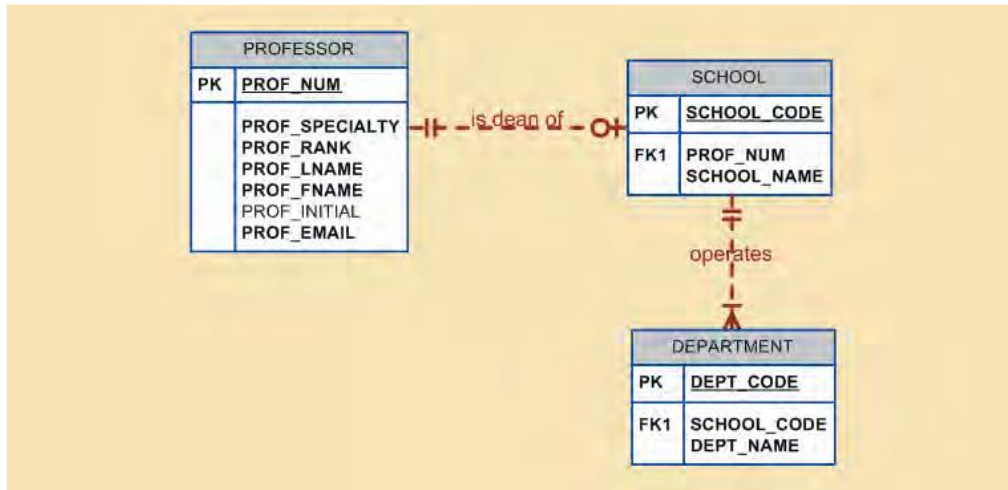 PROFESSOR
PK PROF_NUM
PROF_SPECIALTY
PROF_RANK
PROF_LNAME
PROF_FNAME
PROF_INITIAL
PROF_EMAIL
is dean of
SCHOOL
PK SCHOOL_CODE
FK1 PROF_NUM
SCHOOL_NAME
operates
DEPARTMENT
PK DEPT_CODE
FK1 SCHOOL_CODE
DEPT_NAME